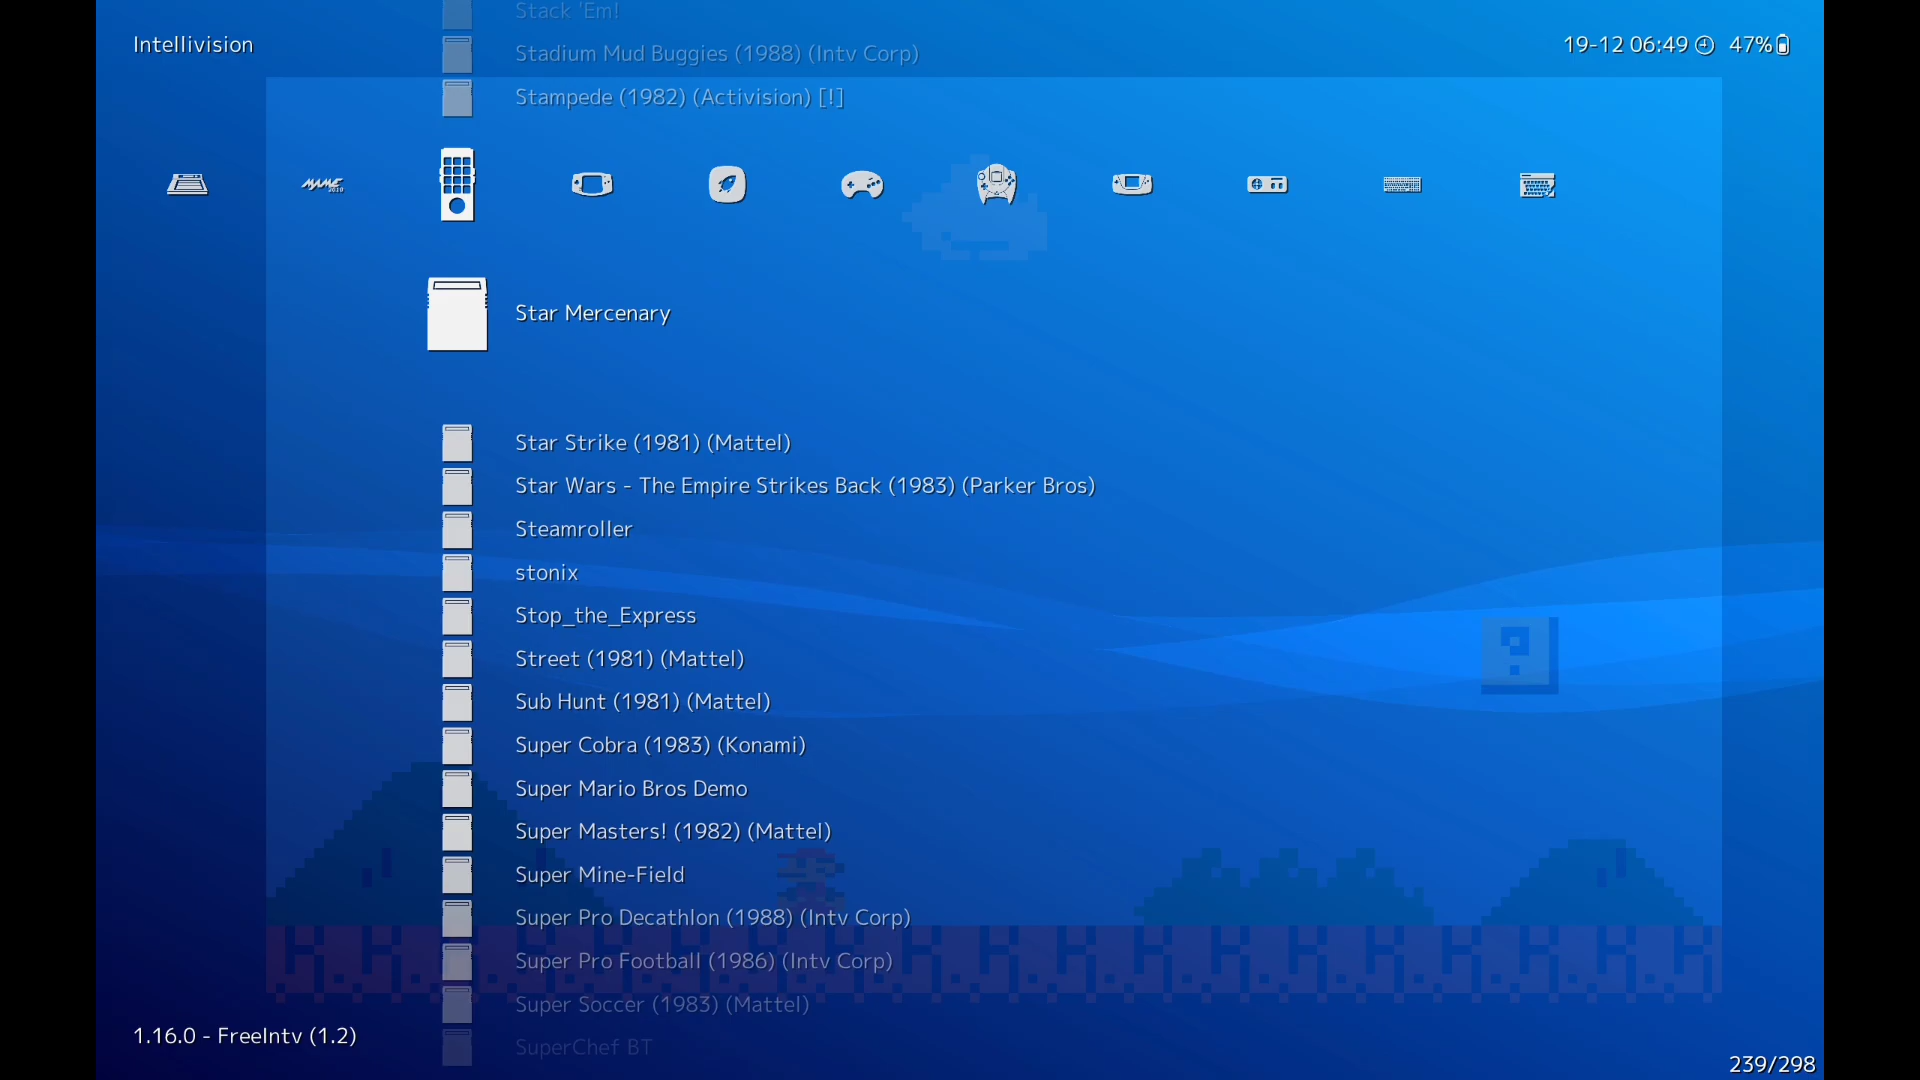 Stack 'Em!
Intellivision
19-12 06:49 47%
Stadium Mud Buggies (1988) (Intv Corp)
Stampede (1982) (Activision) [!]
MAME
2010
Star Mercenary
Star Strike (1981) (Mattel)
Star Wars - The Empire Strikes Back (1983) (Parker Bros)
Steamroller
stonix
Stop_the_Express
Street (1981) (Mattel)
Sub Hunt (1981) (Mattel)
Super Cobra (1983) (Konami)
Super Mario Bros Demo
Super Masters! (1982) (Mattel)
Super Mine-Field
Super Pro Decathlon (1988) (Intv Corp)
Super Pro Football (1986) (Intv Corp)
Super Soccer (1983) (Mattel)
SuperChef BT
1.16.0 - FreeIntv (1.2)
239/298